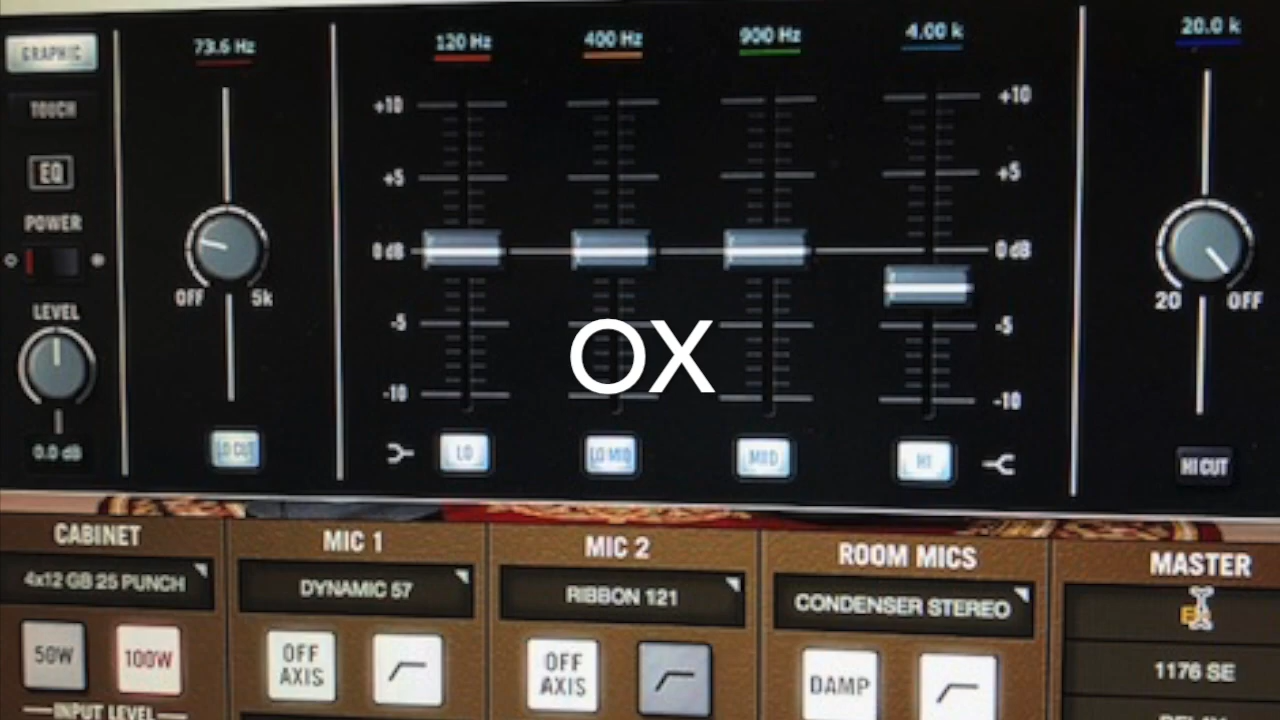 GRAPHIC
TOUCH
EQ
POWER
LEVEL
0.0 dB
73.6 Hz
OFF 5k
LO CUT
120 Hz 400 Hz 900 Hz 4.00 k
+10 +10
+5 +5
0 dB 0 dB
-5 -5
-10 -10
LO LO MID MID HI
20.0 k
20 OFF
HI CUT
OX
CABINET
4x12 GB 25 PUNCH
50W 100W
INPUT LEVEL
MIC 1
DYNAMIC 57
OFF
AXIS
MIC 2
RIBBON 121
OFF
AXIS
ROOM MICS
CONDENSER STEREO
DAMP
MASTER
1176 SE